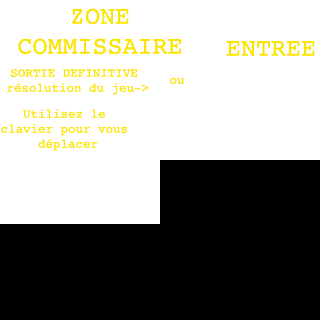 ZONE
COMMISSAIRE
ENTREE
SORTIE DEFINITIVE
ou
résolution du jeu->
Utilisez le
clavier pour vous
déplacer